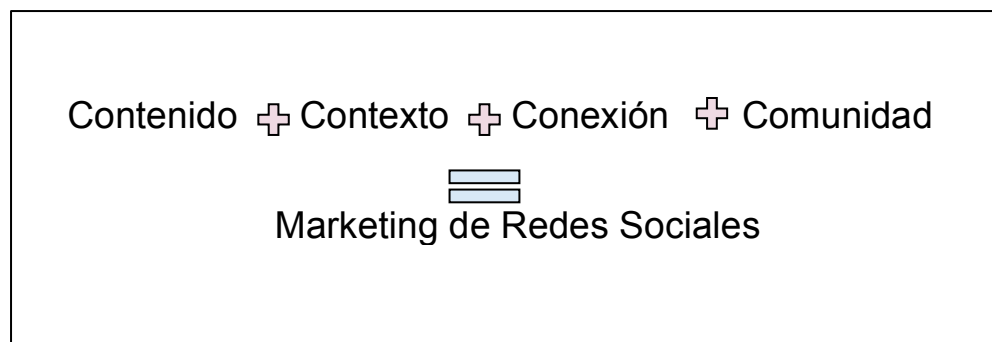 Contenido + Contexto + Conexión + Comunidad
=
Marketing de Redes Sociales